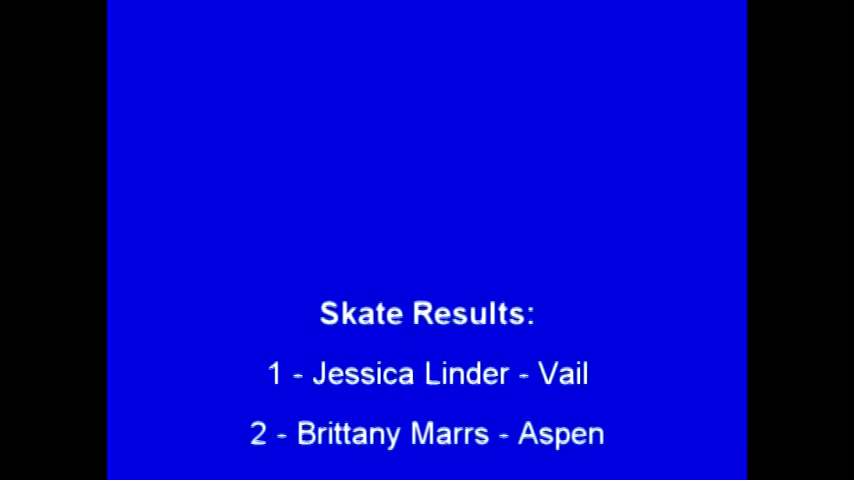 Skate Results:
1 - Jessica Linder - Vail
2 - Brittany Marrs - Aspen